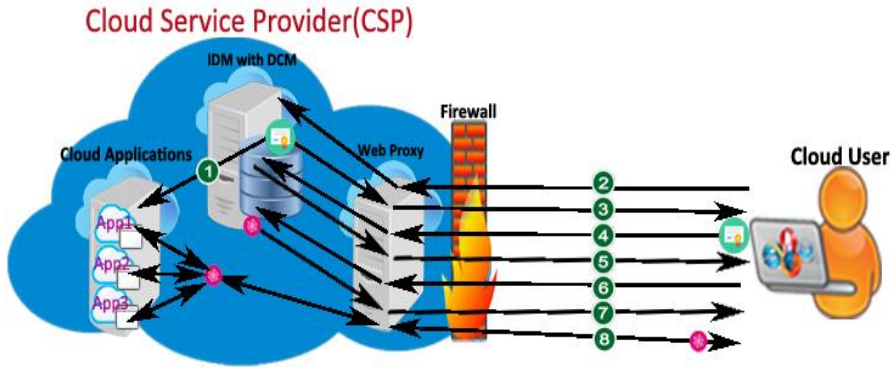 Cloud Service Provider(CSP)
IDM with DCM
Firewall
Cloud Applications
Web Proxy
Cloud User
1
2
3
4
5
6
7
8
App1
App2
App3